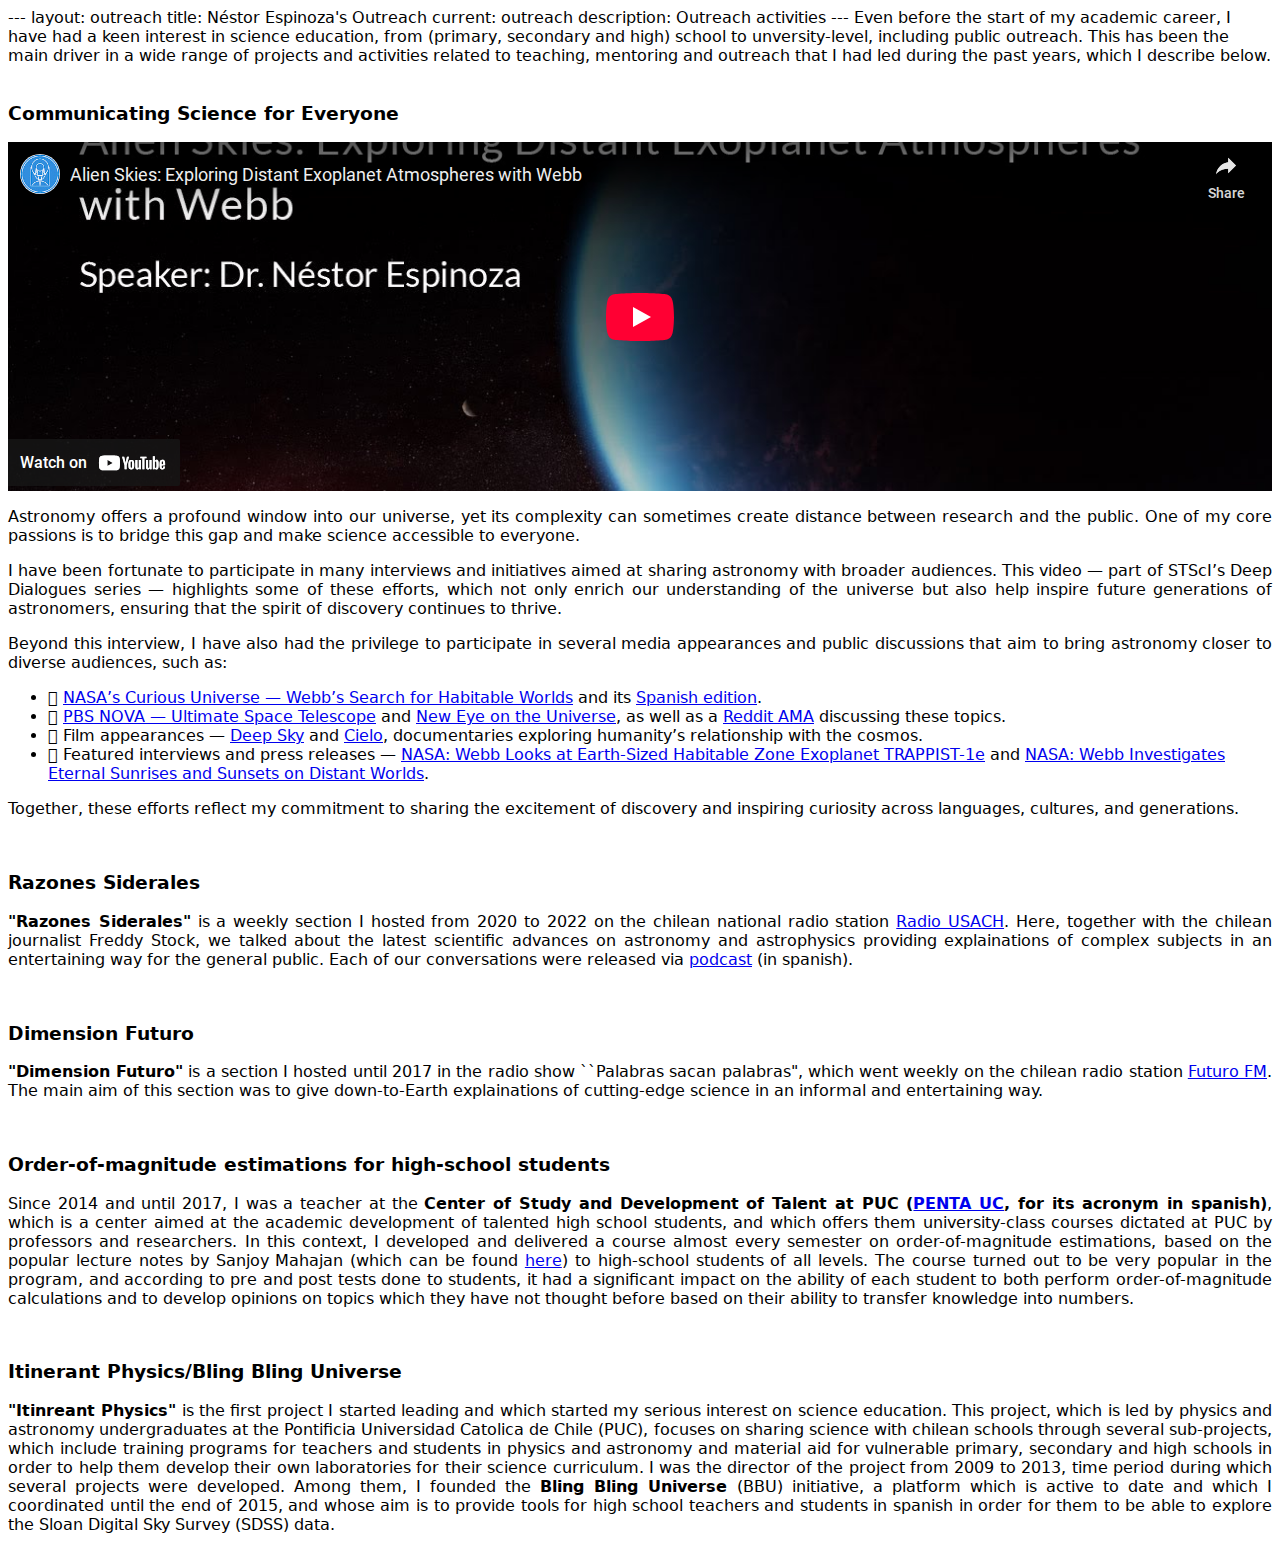 --- layout: outreach title: Néstor Espinoza's Outreach current: outreach description: Outreach activities --- Even before the start of my academic career, I
have had a keen interest in science education, from (primary, secondary and high) school to unversity-level, including public outreach. This has been the
main driver in a wide range of projects and activities related to teaching, mentoring and outreach that I had led during the past years, which I describe below.
Communicating Science for Everyone
Alien Skies: Exploring Distant Exoplanet Atmospheres
Alien Skies: Exploring Distant Exoplanet Atmospheres with Webb
Share
with Webb
Speaker: Dr. Néstor Espinoza
Watch on YouTube
Astronomy offers a profound window into our universe, yet its complexity can sometimes create distance between research and the public. One of my core
passions is to bridge this gap and make science accessible to everyone.
I have been fortunate to participate in many interviews and initiatives aimed at sharing astronomy with broader audiences. This video — part of STScI’s Deep
Dialogues series — highlights some of these efforts, which not only enrich our understanding of the universe but also help inspire future generations of
astronomers, ensuring that the spirit of discovery continues to thrive.
Beyond this interview, I have also had the privilege to participate in several media appearances and public discussions that aim to bring astronomy closer to
diverse audiences, such as:
• NASA’s Curious Universe — Webb’s Search for Habitable Worlds and its Spanish edition.
• PBS NOVA — Ultimate Space Telescope and New Eye on the Universe, as well as a Reddit AMA discussing these topics.
• Film appearances — Deep Sky and Cielo, documentaries exploring humanity’s relationship with the cosmos.
• Featured interviews and press releases — NASA: Webb Looks at Earth-Sized Habitable Zone Exoplanet TRAPPIST-1e and NASA: Webb Investigates
Eternal Sunrises and Sunsets on Distant Worlds.
Together, these efforts reflect my commitment to sharing the excitement of discovery and inspiring curiosity across languages, cultures, and generations.
Razones Siderales
"Razones Siderales" is a weekly section I hosted from 2020 to 2022 on the chilean national radio station Radio USACH. Here, together with the chilean
journalist Freddy Stock, we talked about the latest scientific advances on astronomy and astrophysics providing explainations of complex subjects in an
entertaining way for the general public. Each of our conversations were released via podcast (in spanish).
Dimension Futuro
"Dimension Futuro" is a section I hosted until 2017 in the radio show ``Palabras sacan palabras", which went weekly on the chilean radio station Futuro FM.
The main aim of this section was to give down-to-Earth explainations of cutting-edge science in an informal and entertaining way.
Order-of-magnitude estimations for high-school students
Since 2014 and until 2017, I was a teacher at the Center of Study and Development of Talent at PUC (PENTA UC, for its acronym in spanish),
which is a center aimed at the academic development of talented high school students, and which offers them university-class courses dictated at PUC by
professors and researchers. In this context, I developed and delivered a course almost every semester on order-of-magnitude estimations, based on the
popular lecture notes by Sanjoy Mahajan (which can be found here) to high-school students of all levels. The course turned out to be very popular in the
program, and according to pre and post tests done to students, it had a significant impact on the ability of each student to both perform order-of-magnitude
calculations and to develop opinions on topics which they have not thought before based on their ability to transfer knowledge into numbers.
Itinerant Physics/Bling Bling Universe
"Itinreant Physics" is the first project I started leading and which started my serious interest on science education. This project, which is led by physics and
astronomy undergraduates at the Pontificia Universidad Catolica de Chile (PUC), focuses on sharing science with chilean schools through several sub-projects,
which include training programs for teachers and students in physics and astronomy and material aid for vulnerable primary, secondary and high schools in
order to help them develop their own laboratories for their science curriculum. I was the director of the project from 2009 to 2013, time period during which
several projects were developed. Among them, I founded the Bling Bling Universe (BBU) initiative, a platform which is active to date and which I
coordinated until the end of 2015, and whose aim is to provide tools for high school teachers and students in spanish in order for them to be able to explore
the Sloan Digital Sky Survey (SDSS) data.